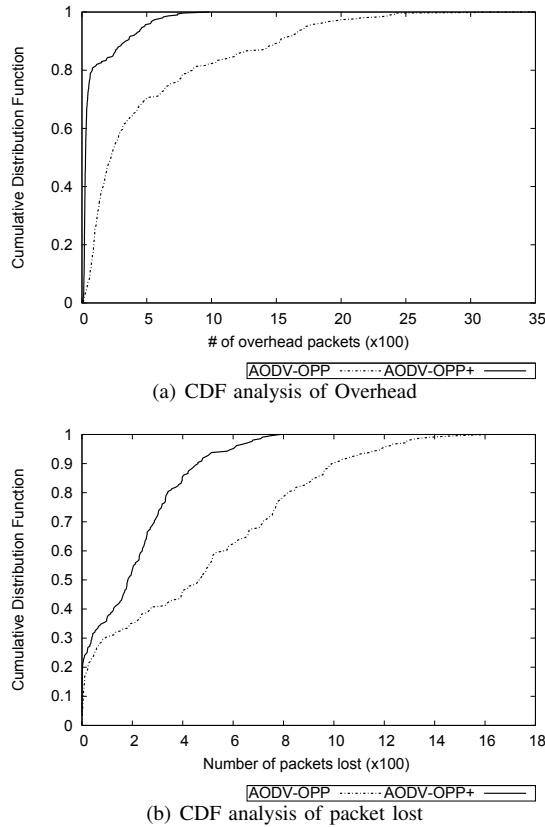 1
0.8
0.6
0.4
0.2
0
Cumulative Distribution Function
0 5 10 15 20 25 30 35
# of overhead packets (x100)
AODV-OPP AODV-OPP+
(a) CDF analysis of Overhead
1
0.9
0.8
0.7
0.6
0.5
0.4
0.3
0.2
0.1
0
Cumulative Distribution Function
0 2 4 6 8 10 12 14 16 18
Number of packets lost (x100)
AODV-OPP AODV-OPP+
(b) CDF analysis of packet lost